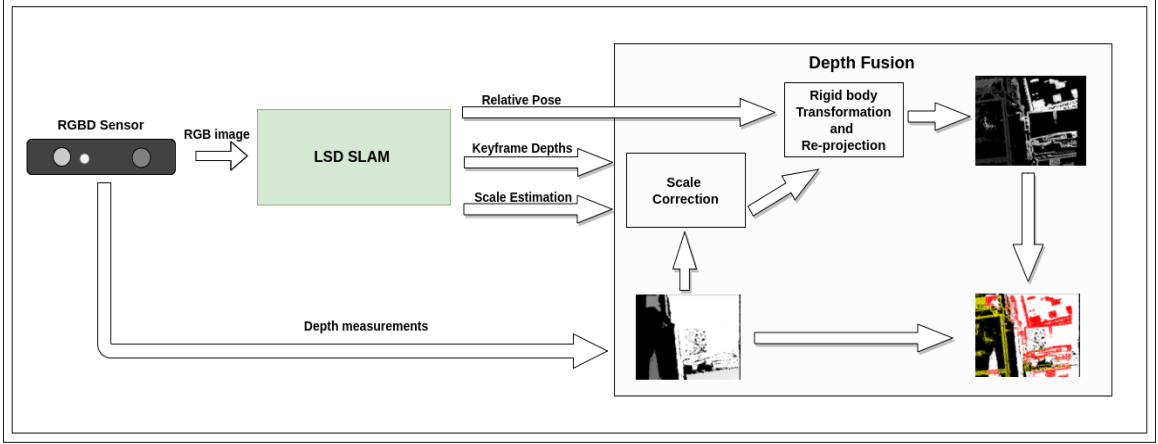 Depth Fusion
RGBD Sensor
RGB image
LSD SLAM
Relative Pose
Keyframe Depths
Scale Estimation
Rigid body
Transformation
and
Re-projection
Scale
Correction
Depth measurements